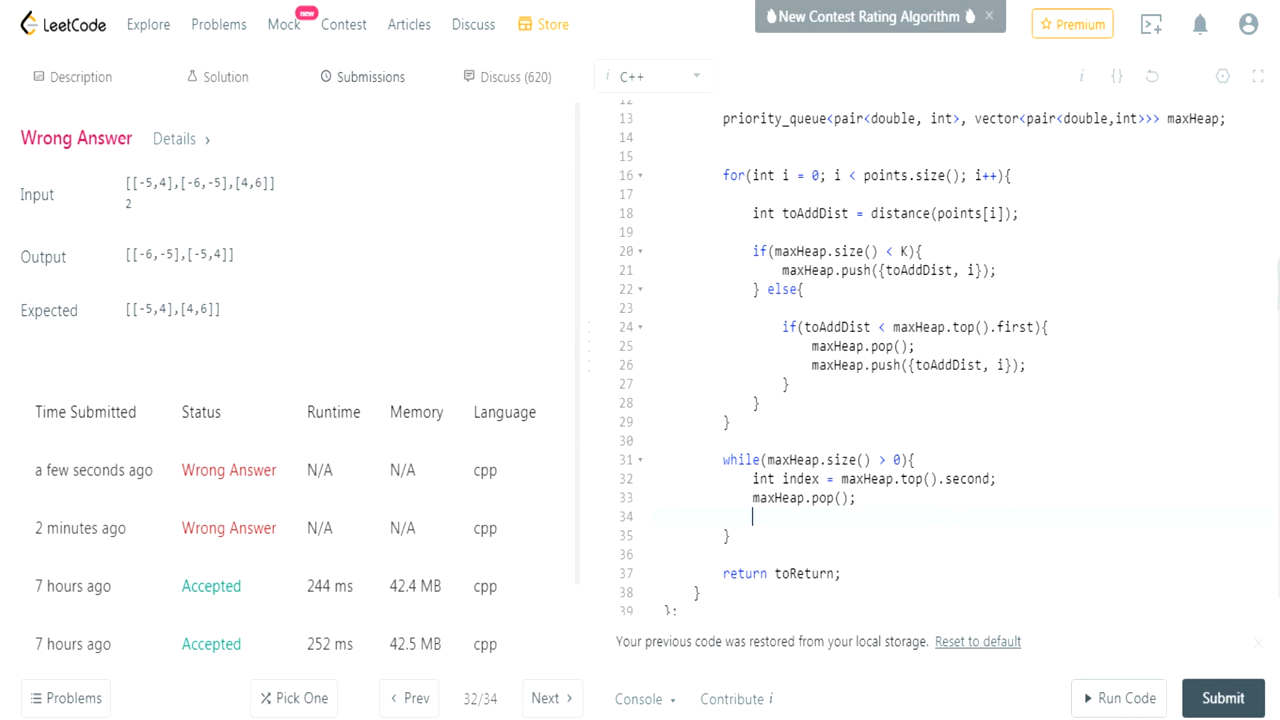 LeetCode Explore Problems Mock new Contest Articles Discuss Store New Contest Rating Algorithm × Premium
Description Solution Submissions Discuss (620)
Wrong Answer Details ›
Input [[-5,4],[-6,-5],[4,6]]
2
Output [[-6,-5],[-5,4]]
Expected [[-5,4],[4,6]]
Time Submitted Status Runtime Memory Language
a few seconds ago Wrong Answer N/A N/A cpp
2 minutes ago Wrong Answer N/A N/A cpp
7 hours ago Accepted 244 ms 42.4 MB cpp
7 hours ago Accepted 252 ms 42.5 MB cpp
Problems Pick One ‹ Prev 32/34 Next ›
i C++ i {}
12
13 priority_queue<pair<double, int>, vector<pair<double,int>>> maxHeap;
14
15
16 for(int i = 0; i < points.size(); i++){
17
18 int toAddDist = distance(points[i]);
19
20 if(maxHeap.size() < K){
21 maxHeap.push({toAddDist, i});
22 } else{
23
24 if(toAddDist < maxHeap.top().first){
25 maxHeap.pop();
26 maxHeap.push({toAddDist, i});
27 }
28 }
29 }
30
31 while(maxHeap.size() > 0){
32 int index = maxHeap.top().second;
33 maxHeap.pop();
34
35 }
36
37 return toReturn;
38 }
39 };
Your previous code was restored from your local storage. Reset to default
Console Contribute i Run Code Submit